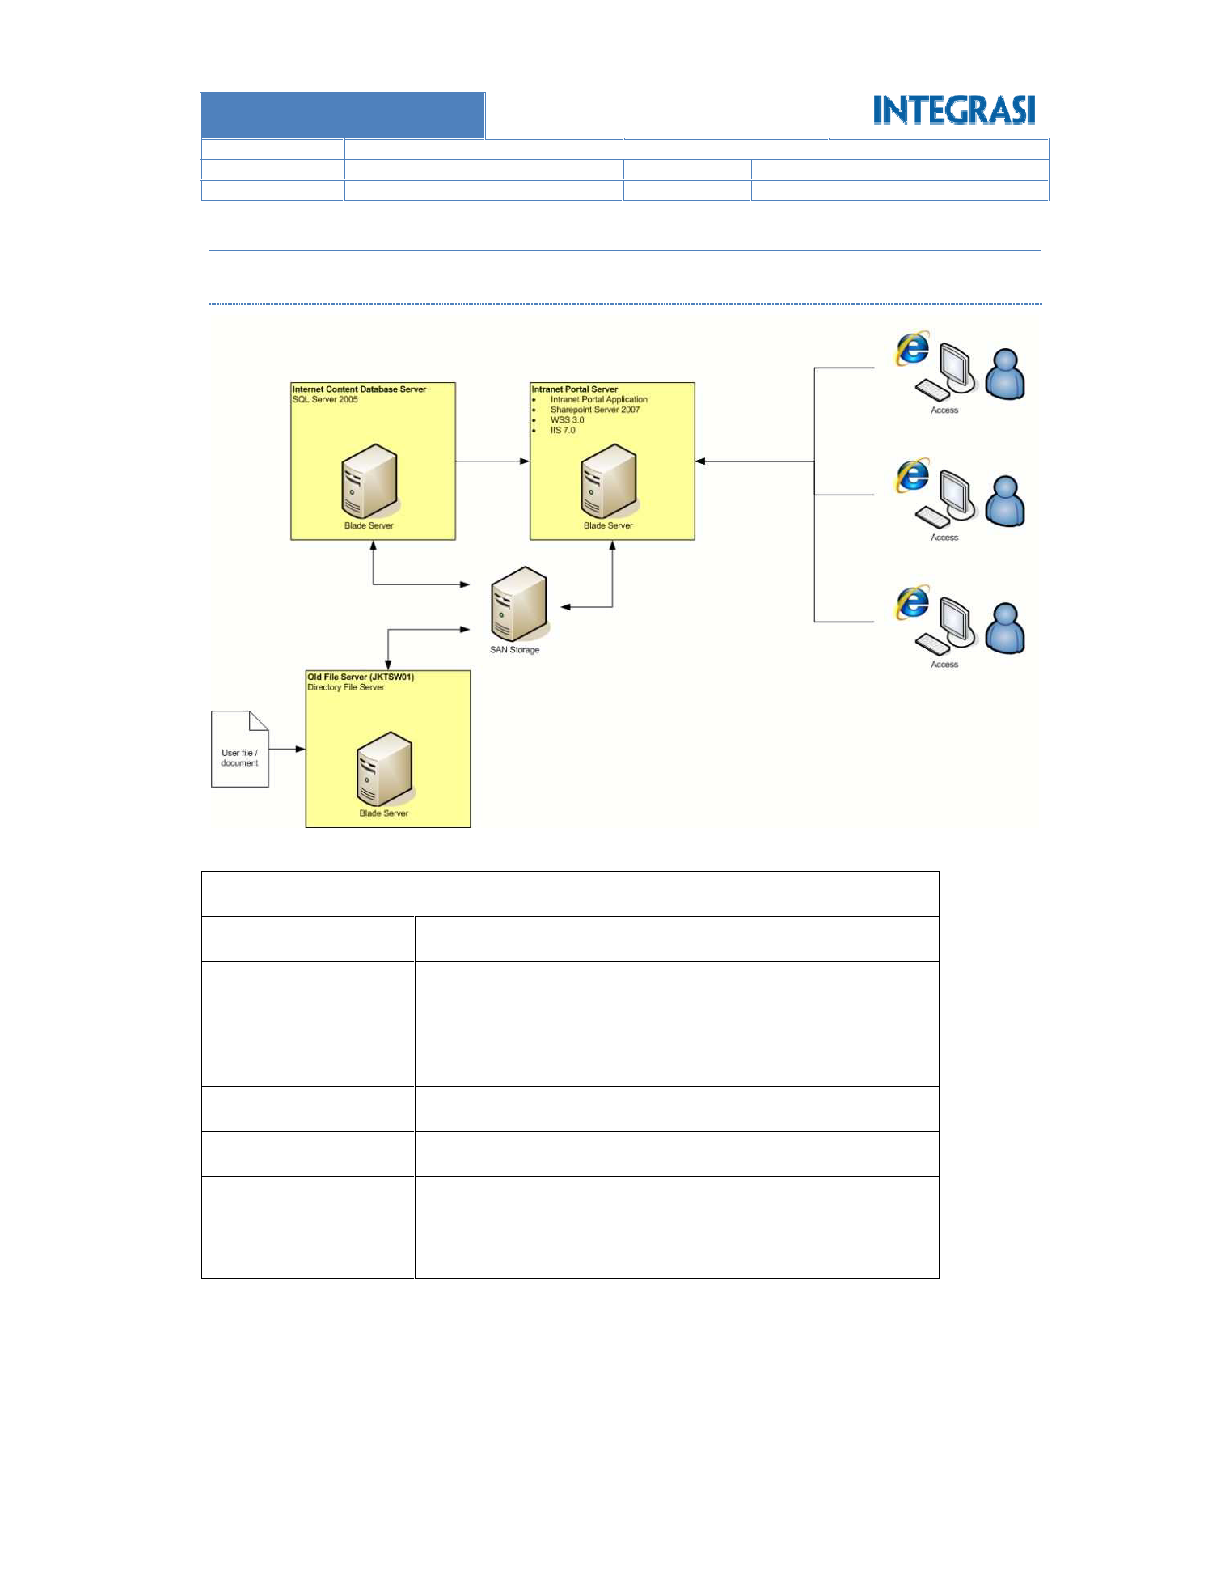 INTEGRASI
Access
Internet Content Database Server
SQL Server 2005
Blade Server
Intranet Portal Server
• Intranet Portal Application
• Sharepoint Server 2007
• WSS 3.0
• IIS 7.0
Blade Server
Access
SAN Storage
Access
Old File Server (JKTSW01)
Directory File Server
User file /
document
Blade Server